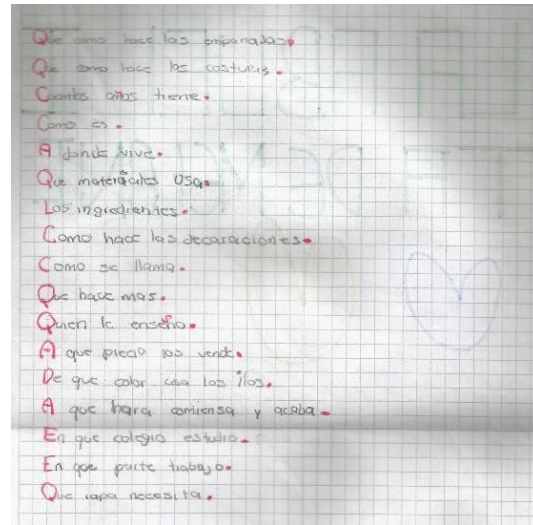 Que como hace las empanadas.
Que como hace las costuras.
Cuantos años tiene.
Como es.
A donde vive.
Que materiales usa.
Los ingredientes.
Como hace las decoraciones.
Como se llama.
Que hace mas.
Quien le enseño.
A que precio los vende.
De que color usa los ilos.
A que hora comiensa y acaba.
En que colegio estudio.
En que parte trabajo.
Que ropa necesita.